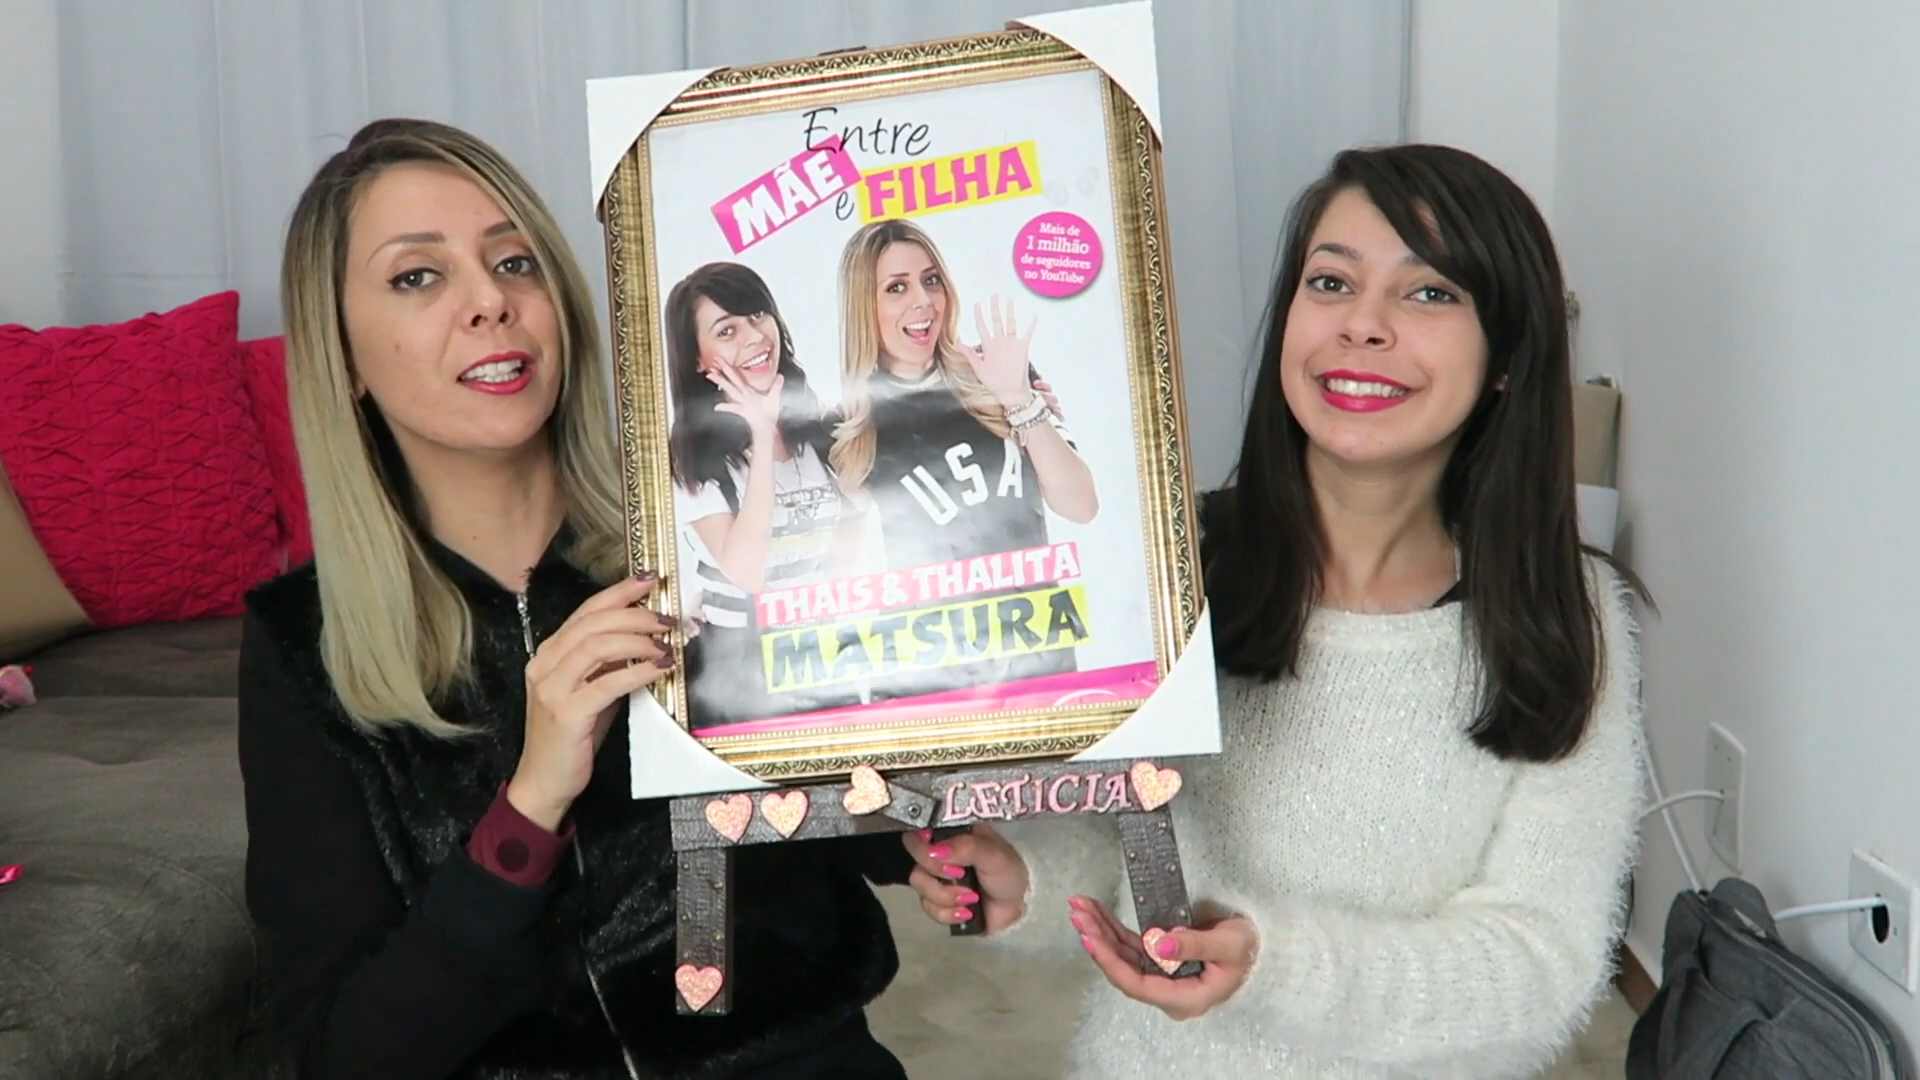 Entre
MÃE
e FILHA
Mais de
1 milhão
de seguidores
no YouTube
USA
THAIS & THALITA
MATSURA
LETICIA